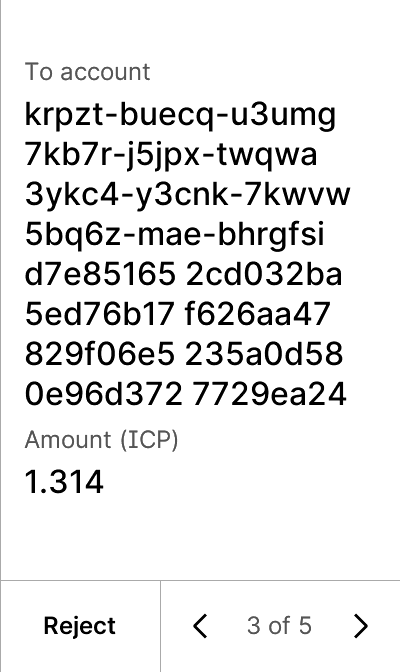 To account
krpzt-buecq-u3umg
7kb7r-j5jpx-twqwa
3ykc4-y3cnk-7kwvw
5bq6z-mae-bhrgfsi
d7e85165 2cd032ba
5ed76b17 f626aa47
829f06e5 235a0d58
0e96d372 7729ea24
Amount (ICP)
1.314
Reject
3 of 5